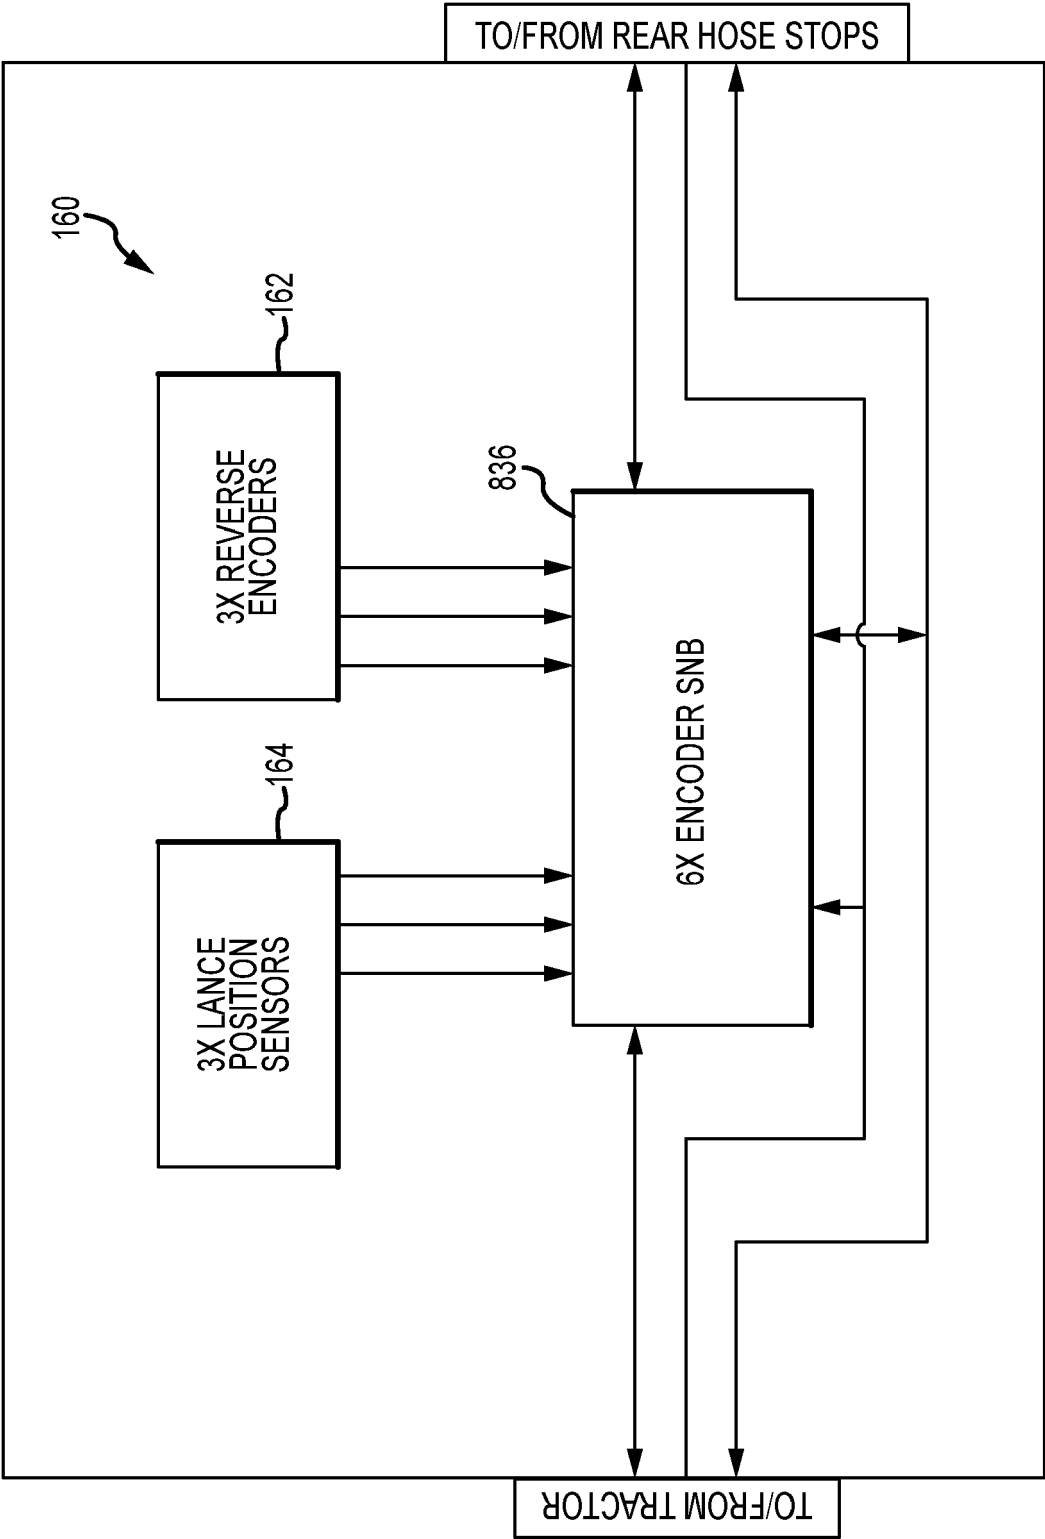 TO/FROM REAR HOSE STOPS
160
162
3X REVERSE
ENCODERS
836
6X ENCODER SNB
164
3X LANCE
POSITION
SENSORS
TO/FROM TRACTOR